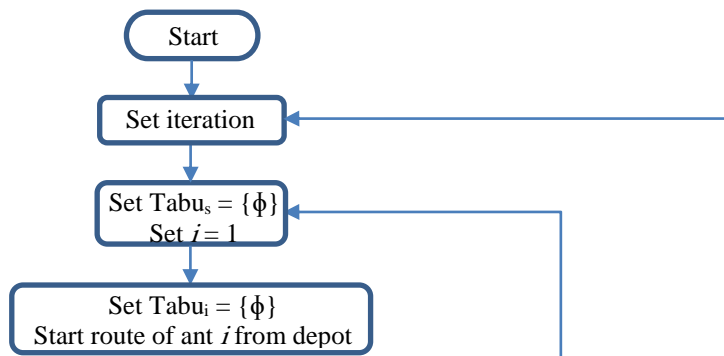 Start
Set iteration
Set Tabuₛ = {ϕ}
Set i = 1
Set Tabuᵢ = {ϕ}
Start route of ant i from depot